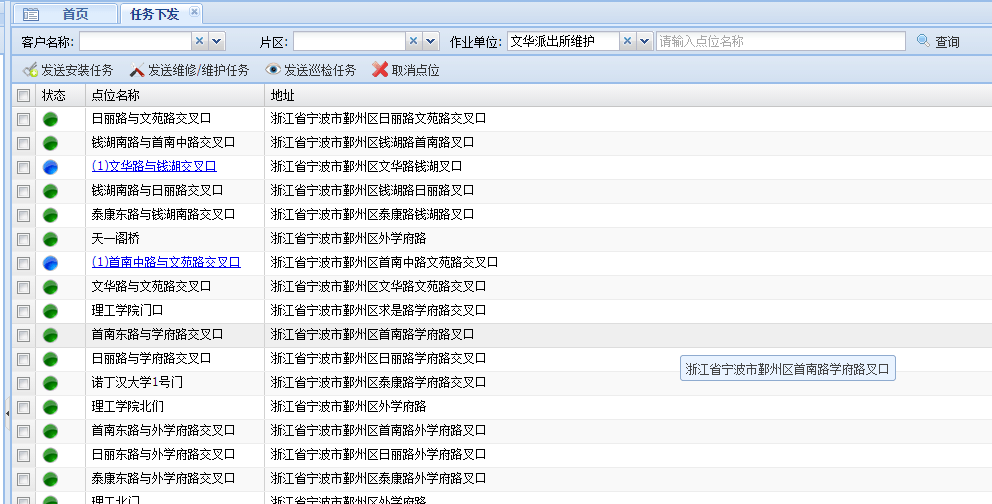 首页 任务下发
客户名称: 片区: 作业单位: 文华派出所维护 请输入点位名称 查询
发送安装任务 发送维修/维护任务 发送巡检任务 取消点位
状态 点位名称 地址
日丽路与文苑路交叉口 浙江省宁波市鄞州区日丽路文苑路交叉口
钱湖南路与首南中路交叉口 浙江省宁波市鄞州区钱湖路首南路叉口
(1)文华路与钱湖交叉口 浙江省宁波市鄞州区文华路钱湖叉口
钱湖南路与日丽路交叉口 浙江省宁波市鄞州区钱湖路日丽路叉口
泰康东路与钱湖南路交叉口 浙江省宁波市鄞州区泰康路钱湖路叉口
天一阁桥 浙江省宁波市鄞州区外学府路
(1)首南中路与文苑路交叉口 浙江省宁波市鄞州区首南中路文苑路交叉口
文华路与文苑路交叉口 浙江省宁波市鄞州区文华路文苑路交叉口
理工学院门口 浙江省宁波市鄞州区求是路学府路交叉口
首南东路与学府路交叉口 浙江省宁波市鄞州区首南路学府路叉口
日丽路与学府路交叉口 浙江省宁波市鄞州区日丽路学府路交叉口
浙江省宁波市鄞州区首南路学府路叉口
诺丁汉大学1号门 浙江省宁波市鄞州区泰康路学府路交叉口
理工学院北们 浙江省宁波市鄞州区外学府路
首南东路与外学府路交叉口 浙江省宁波市鄞州区首南路外学府路叉口
日丽东路与外学府路交叉口 浙江省宁波市鄞州区日丽路外学府路叉口
泰康东路与外学府路交叉口 浙江省宁波市鄞州区泰康路外学府路叉口
理工北门 浙江省宁波市鄞州区外学府路